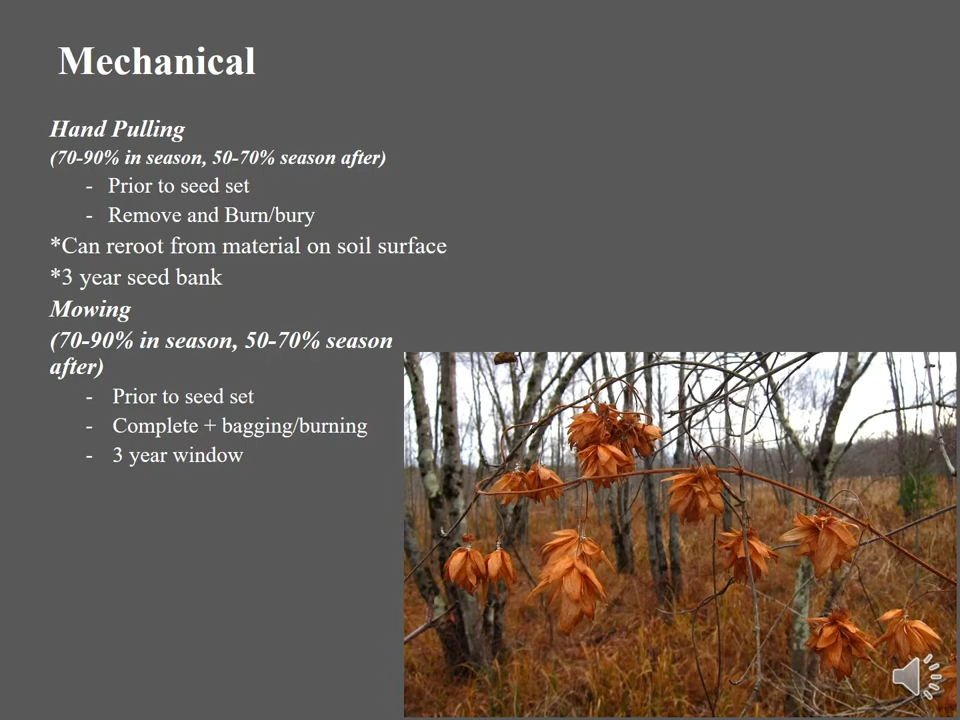 Mechanical
Hand Pulling
(70-90% in season, 50-70% season after)
- Prior to seed set
- Remove and Burn/bury
*Can reroot from material on soil surface
*3 year seed bank
Mowing
(70-90% in season, 50-70% season
after)
- Prior to seed set
- Complete + bagging/burning
- 3 year window